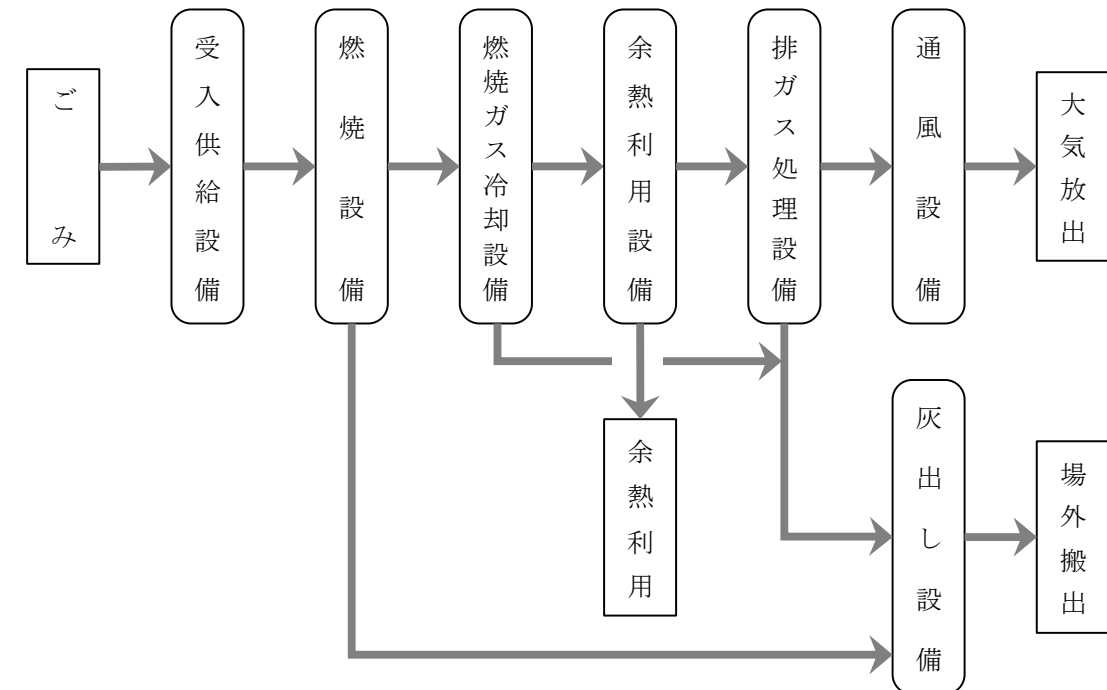 ごみ
受入供給設備
燃焼設備
燃焼ガス冷却設備
余熱利用設備
排ガス処理設備
通風設備
大気放出
余熱利用
灰出し設備
場外搬出